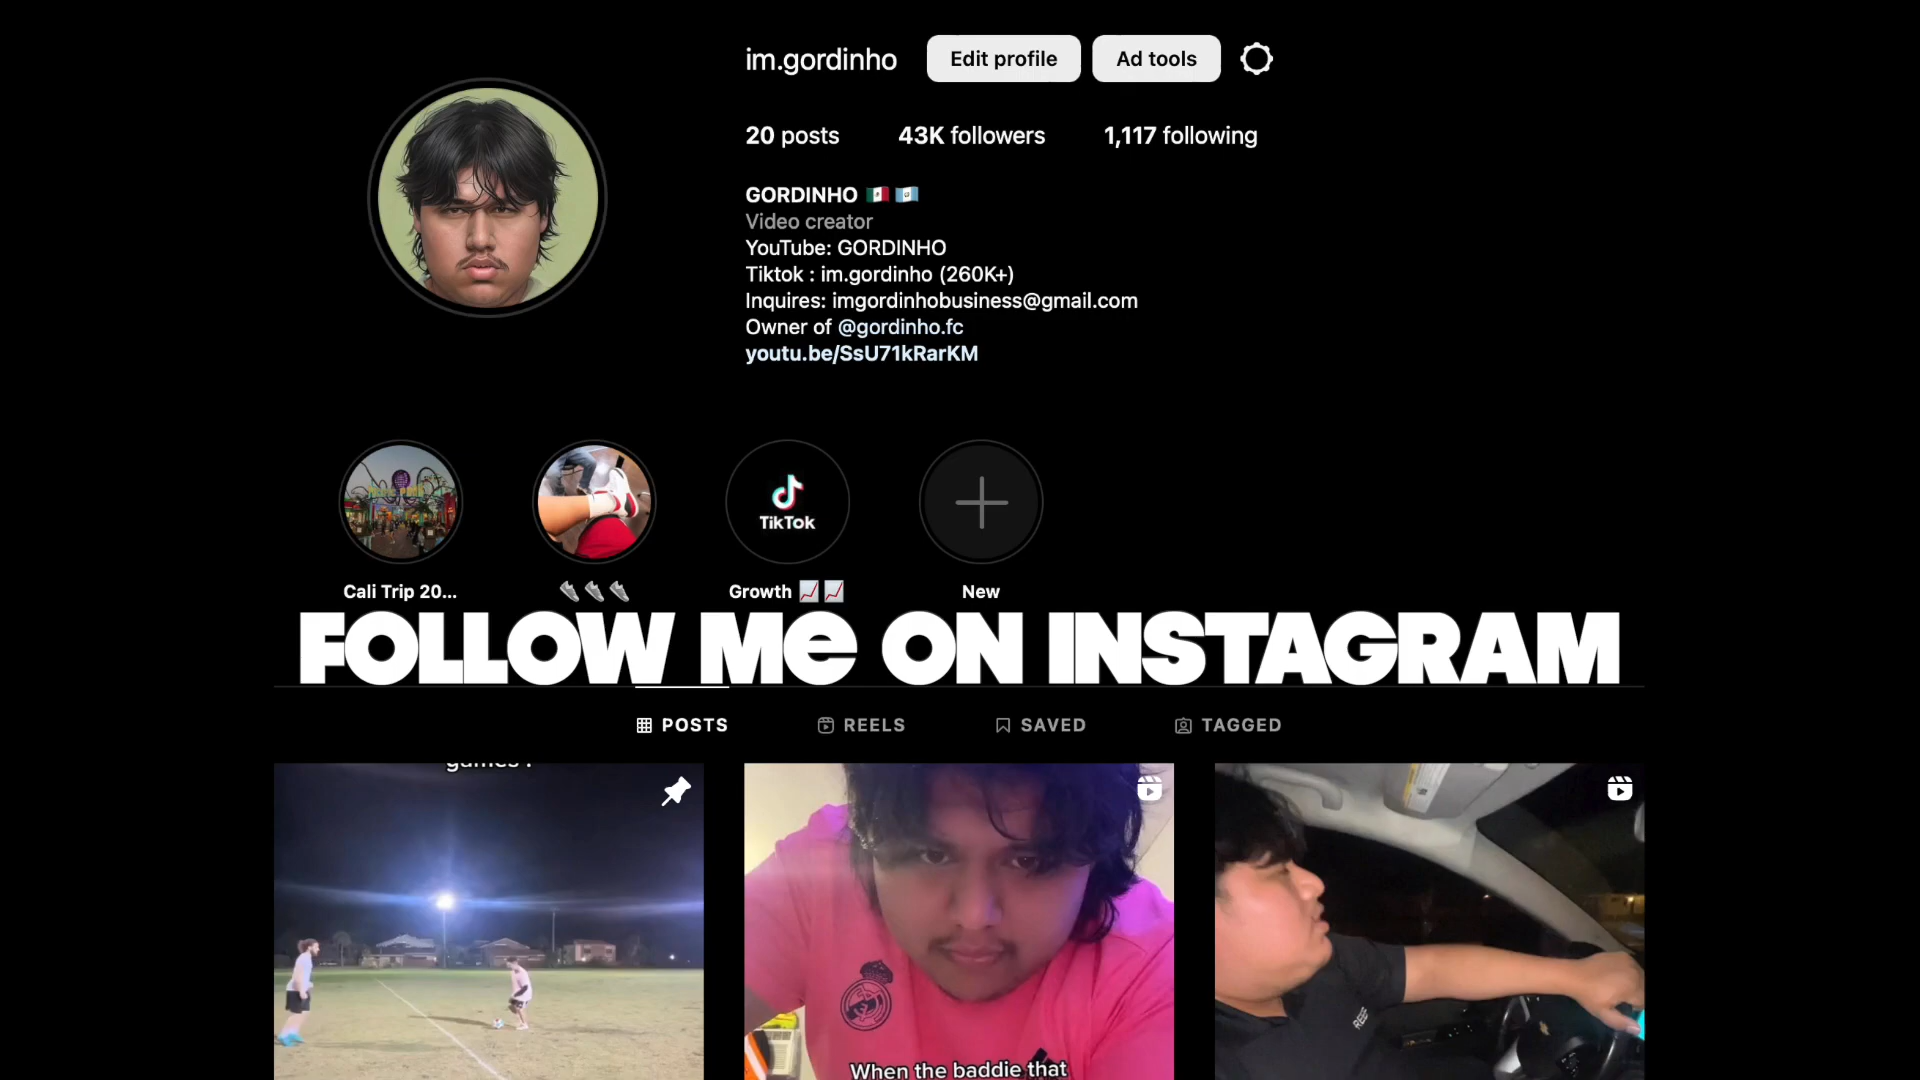 im.gordinho Edit profile Ad tools
20 posts 43K followers 1,117 following
GORDINHO 🇲🇽 🇬🇹
Video creator
YouTube: GORDINHO
Tiktok : im.gordinho (260K+)
Inquires: imgordinhobusiness@gmail.com
Owner of @gordinho.fc
youtu.be/SsU71kRarKM
TikTok
Cali Trip 20... 👟👟👟 Growth 📈📈 New
FOLLOW Me ON INSTAGRAM
POSTS REELS SAVED TAGGED
games !
REEF
When the baddie that